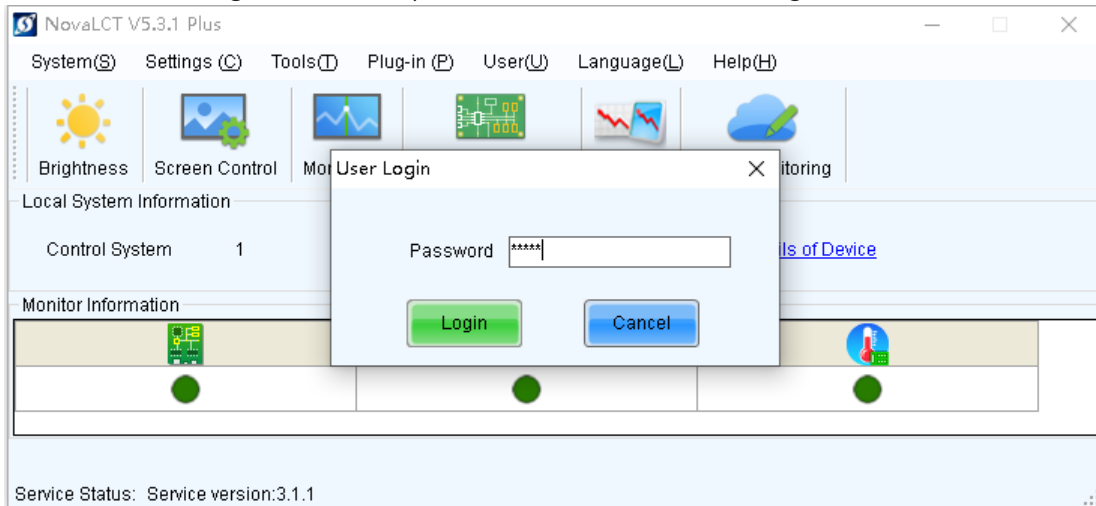 NovaLCT V5.3.1 Plus
System(S) Settings (C) Tools(T) Plug-in (P) User(U) Language(L) Help(H)
Brightness Screen Control Mor itoring
User Login
Local System Information
Control System 1 ils of Device
Password *****
Login Cancel
Monitor Information
Service Status: Service version:3.1.1